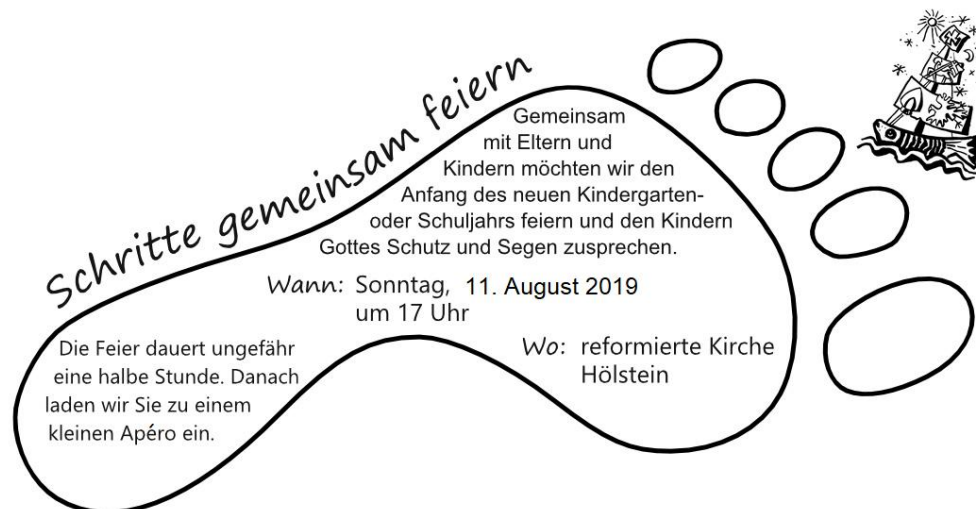 Schritte gemeinsam feiern
Gemeinsam
mit Eltern und
Kindern möchten wir den
Anfang des neuen Kindergarten-
oder Schuljahrs feiern und den Kindern
Gottes Schutz und Segen zusprechen.
Wann: Sonntag, 11. August 2019
um 17 Uhr
Wo: reformierte Kirche
Hölstein
Die Feier dauert ungefähr
eine halbe Stunde. Danach
laden wir Sie zu einem
kleinen Apéro ein.